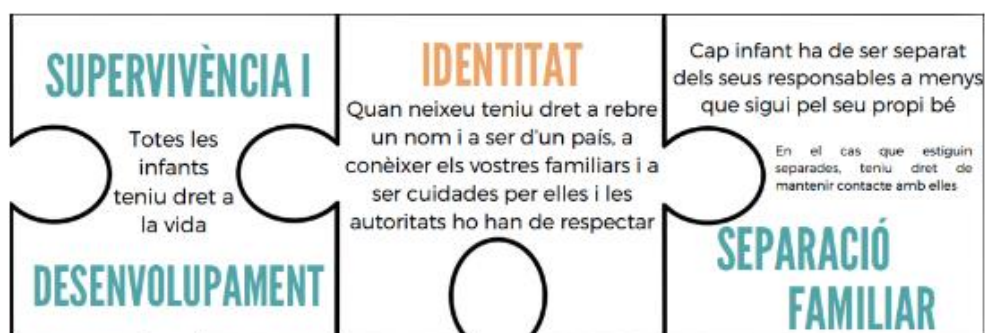 SUPERVIVÈNCIA I
Totes les
infants
teniu dret a
la vida
DESENVOLUPAMENT
IDENTITAT
Quan neixeu teniu dret a rebre
un nom i a ser d'un país, a
conèixer els vostres familiars i a
ser cuidades per elles i les
autoritats ho han de respectar
Cap infant ha de ser separat
dels seus responsables a menys
que sigui pel seu propi bé
En el cas que estiguin
separades, teniu dret de
mantenir contacte amb elles
SEPARACIÓ
FAMILIAR